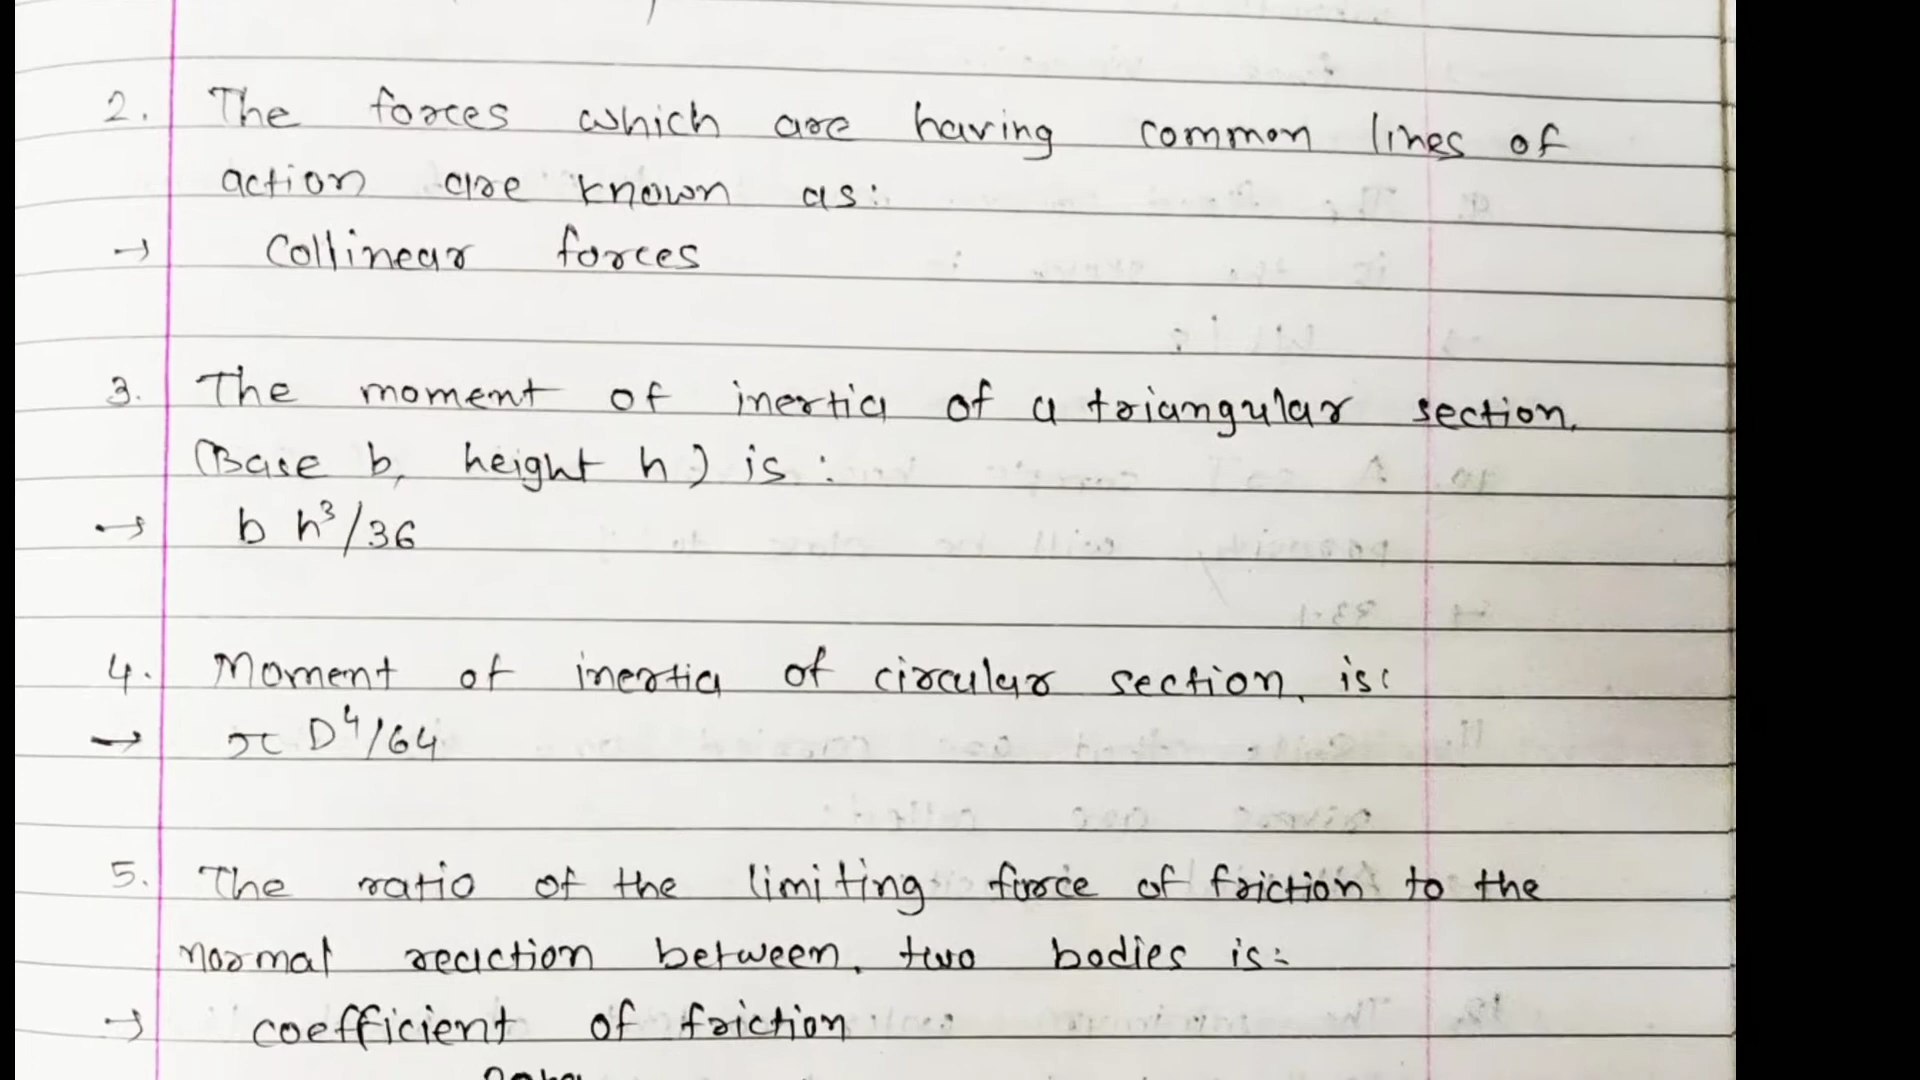 2. The forces which are having common lines of
action are known as:
→ Collinear forces
3. The moment of inertia of a triangular section.
(Base b, height h) is :
→ b h³/36
4. Moment of inertia of circular section. is:
→ π D⁴/64
5. The ratio of the limiting force of friction to the
normal reaction between. two bodies is:
→ coefficient of friction